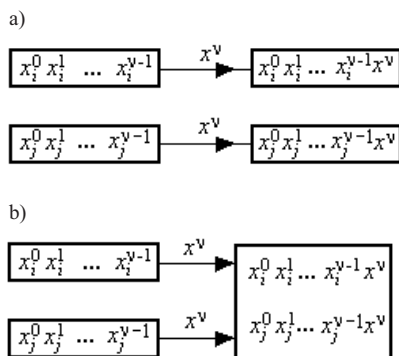 a)
x_i^0 x_i^1 ... x_i^{ν-1} x^ν x_i^0 x_i^1 ... x_i^{ν-1} x^ν
x_j^0 x_j^1 ... x_j^{ν-1} x^ν x_j^0 x_j^1 ... x_j^{ν-1} x^ν
b)
x_i^0 x_i^1 ... x_i^{ν-1} x^ν x_i^0 x_i^1 ... x_i^{ν-1} x^ν
x_j^0 x_j^1 ... x_j^{ν-1} x^ν x_j^0 x_j^1 ... x_j^{ν-1} x^ν